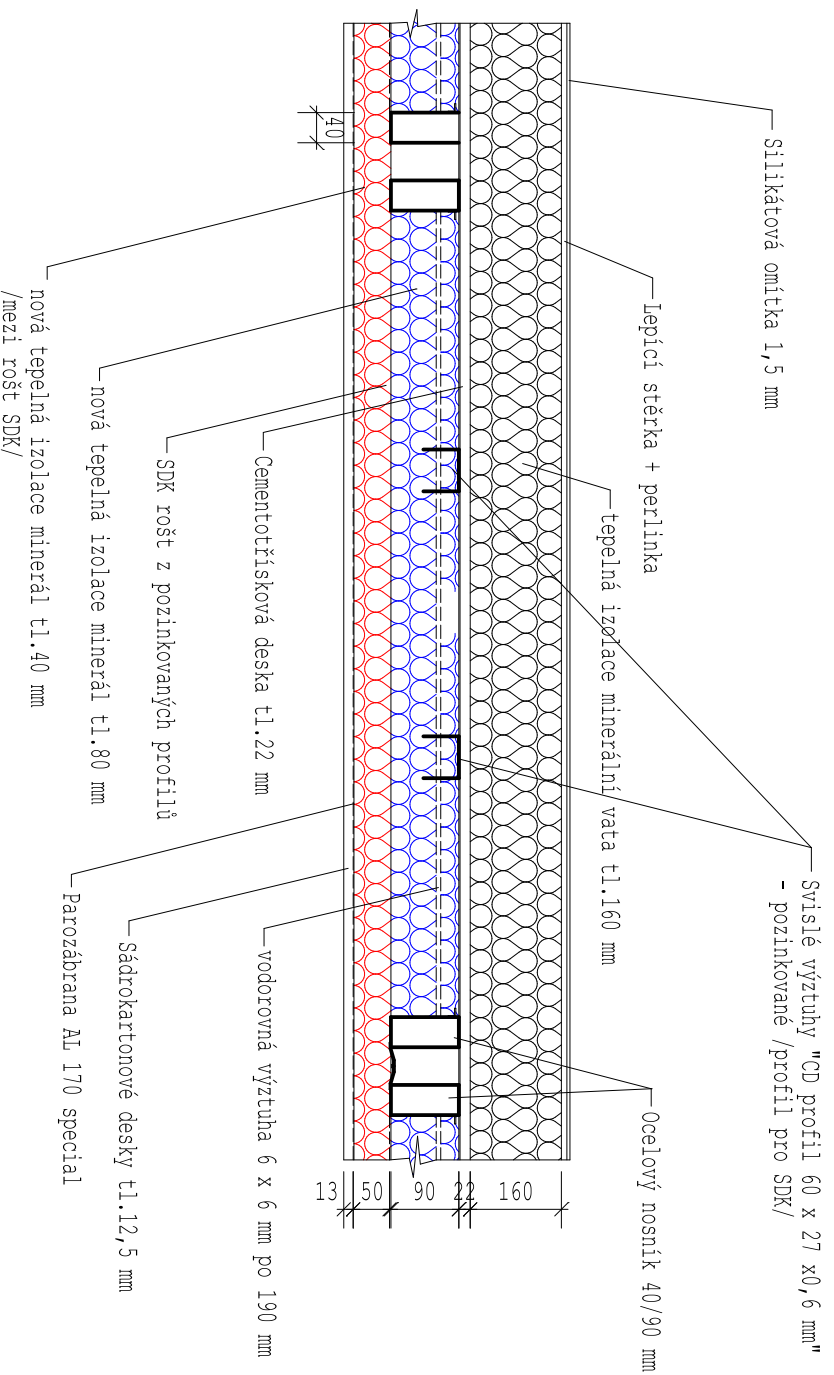 Silikátová omítka 1,5 mm
Lepící stěrka + perlinka
tepelná izolace minerální vata tl.160 mm
Svislé výztuhy "CD profil 60 x 27 x0,6 mm"
- pozinkované /profil pro SDK/
Ocelový nosník 40/90 mm
40
13
50
90
22
160
nová tepelná izolace minerál tl.40 mm
/mezi rošt SDK/
nová tepelná izolace minerál tl.80 mm
SDK rošt z pozinkovaných profilů
Cementotřísková deska tl.22 mm
vodorovná výztuha 6 x 6 mm po 190 mm
Sádrokartonové desky tl.12,5 mm
Parozábrana AL 170 special